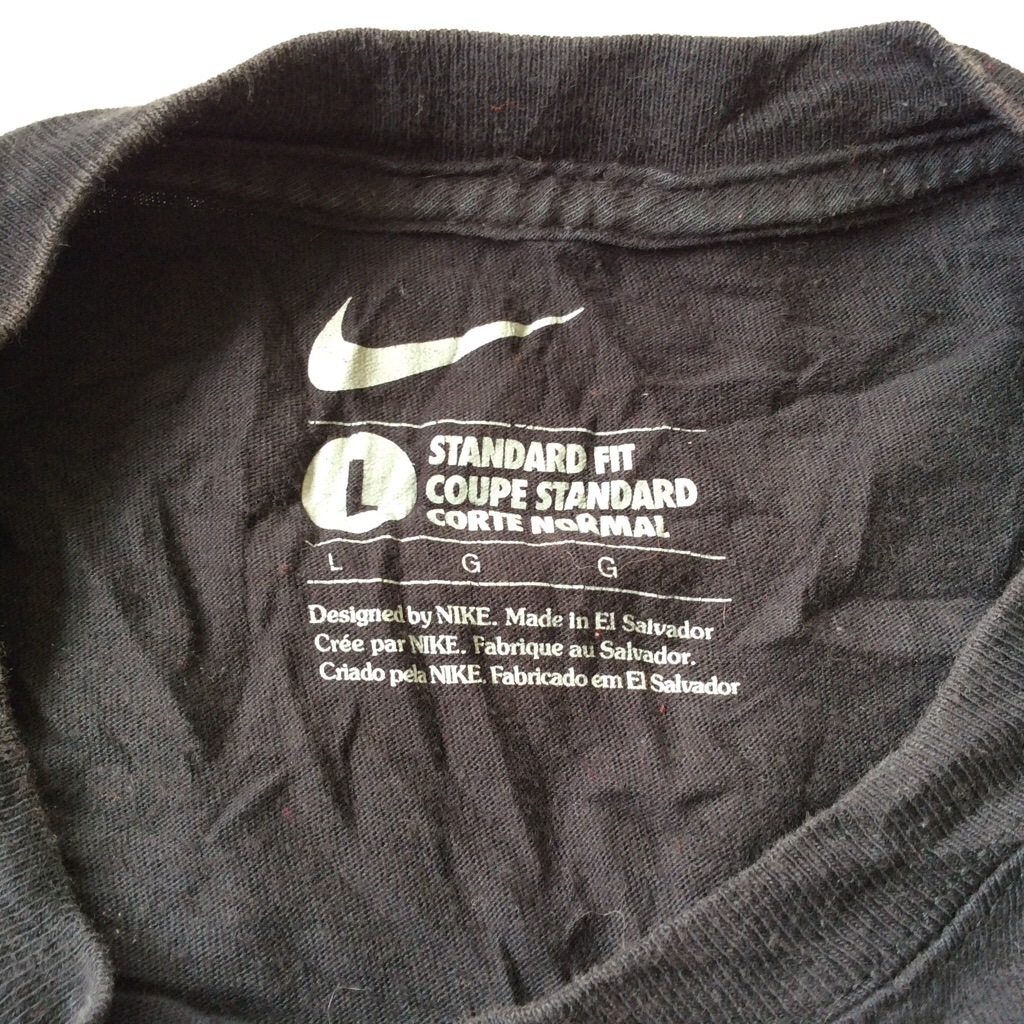 L
STANDARD FIT
COUPE STANDARD
CORTE NORMAL
L G G
Designed by NIKE. Made in El Salvador
Crée par NIKE. Fabrique au Salvador.
Criado pela NIKE. Fabricado em El Salvador